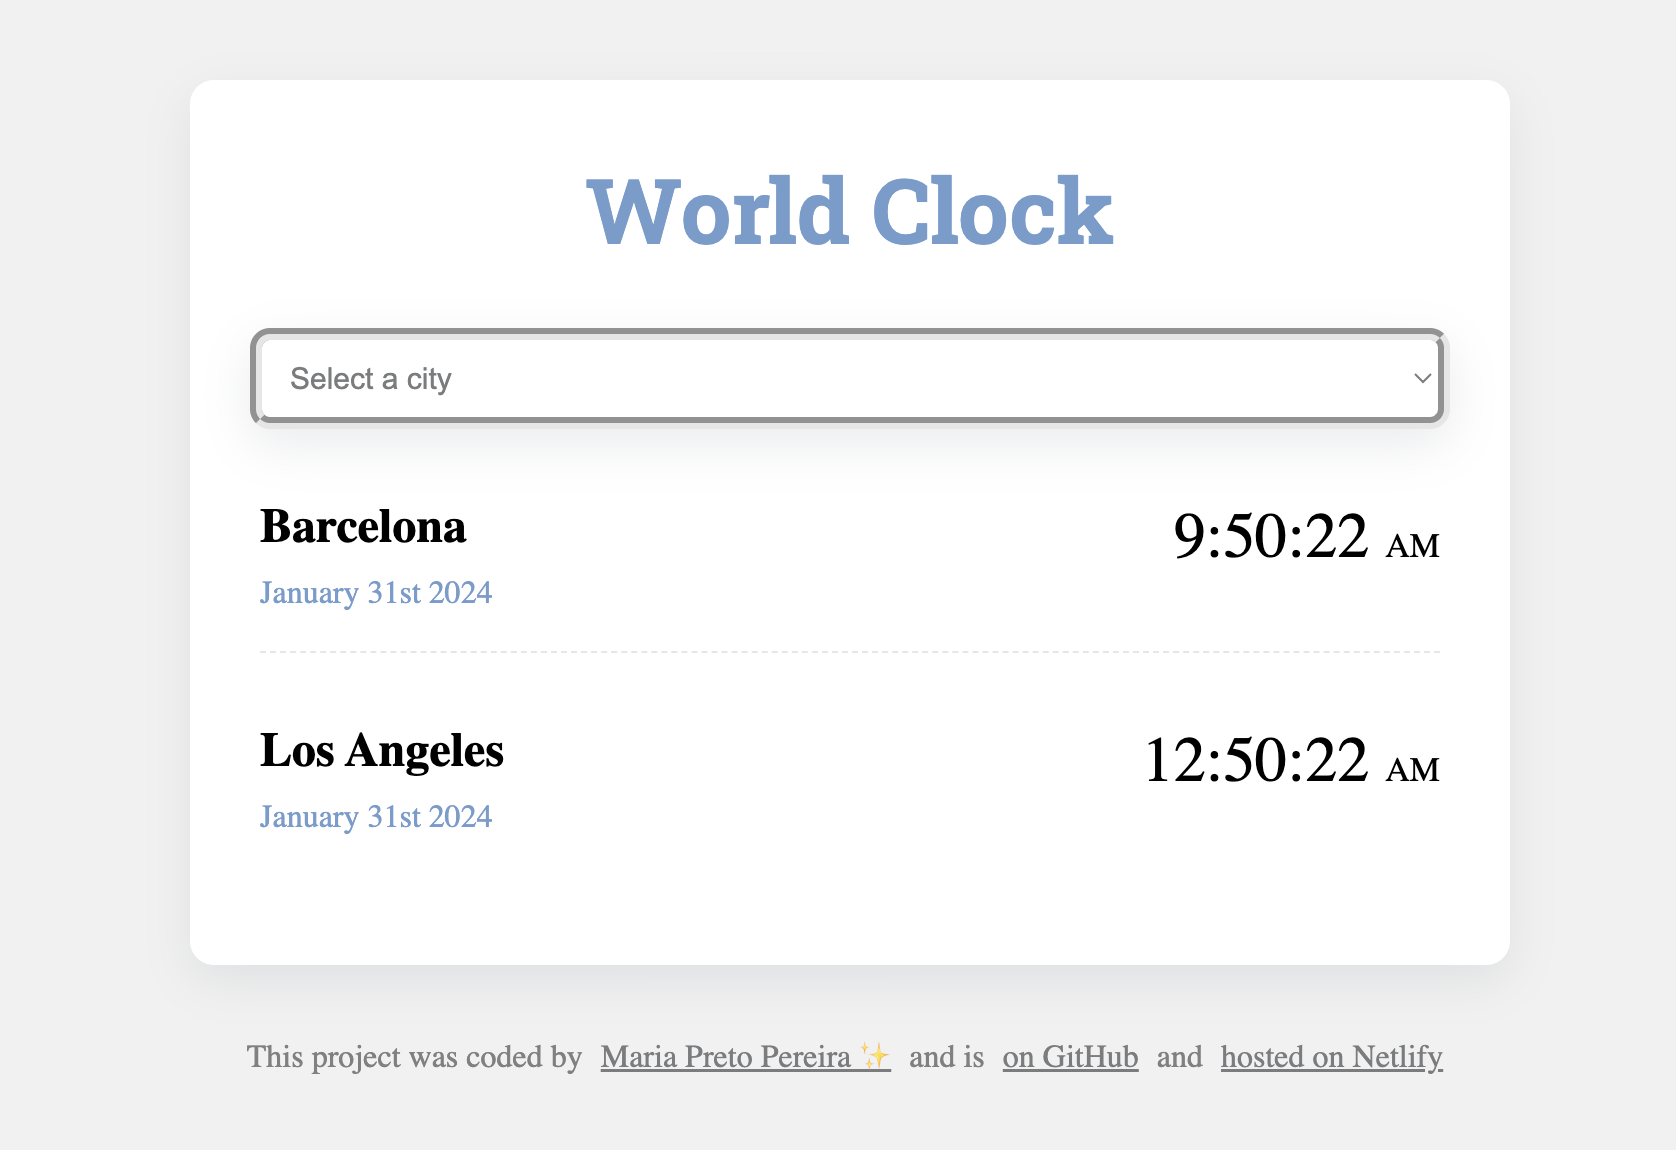 World Clock
Select a city
Barcelona
9:50:22 AM
January 31st 2024
Los Angeles
12:50:22 AM
January 31st 2024
This project was coded by Maria Preto Pereira ✨ and is on GitHub and hosted on Netlify